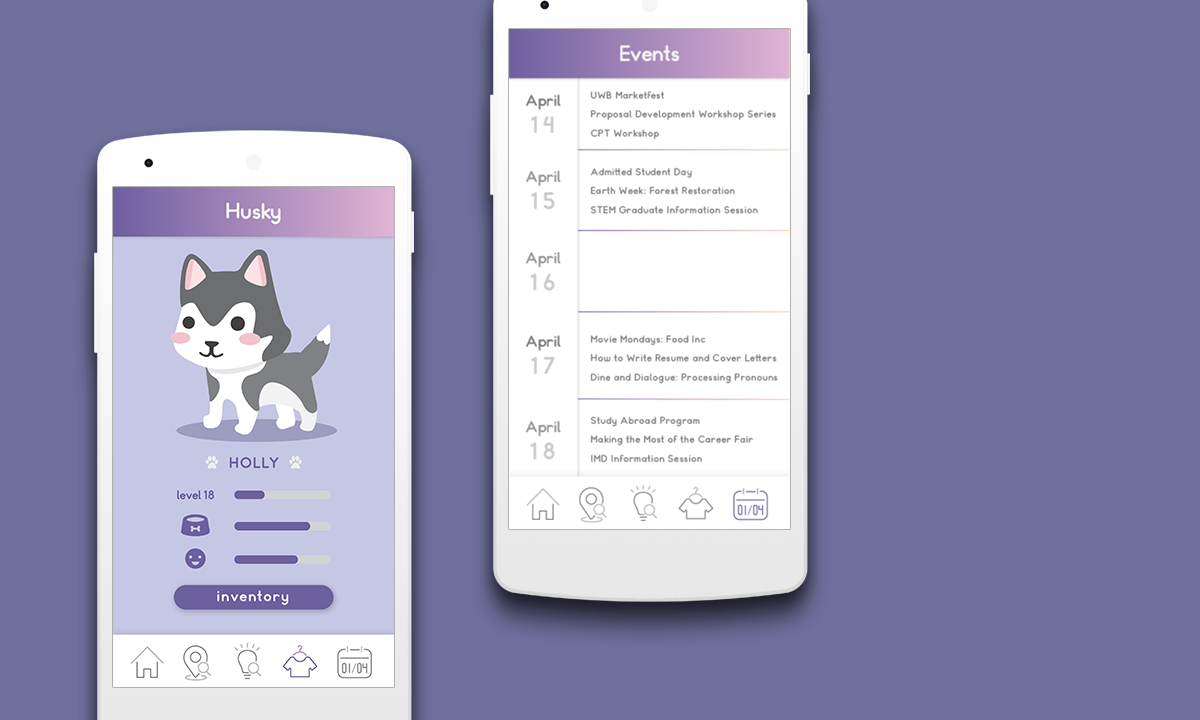 Husky
HOLLY
level 18
inventory
01/04
Events
April
14
UWB Marketfest
Proposal Development Workshop Series
CPT Workshop
April
15
Admitted Student Day
Earth Week: Forest Restoration
STEM Graduate Information Session
April
16
April
17
Movie Mondays: Food Inc
How to Write Resume and Cover Letters
Dine and Dialogue: Processing Pronouns
April
18
Study Abroad Program
Making the Most of the Career Fair
IMD Information Session
01/04